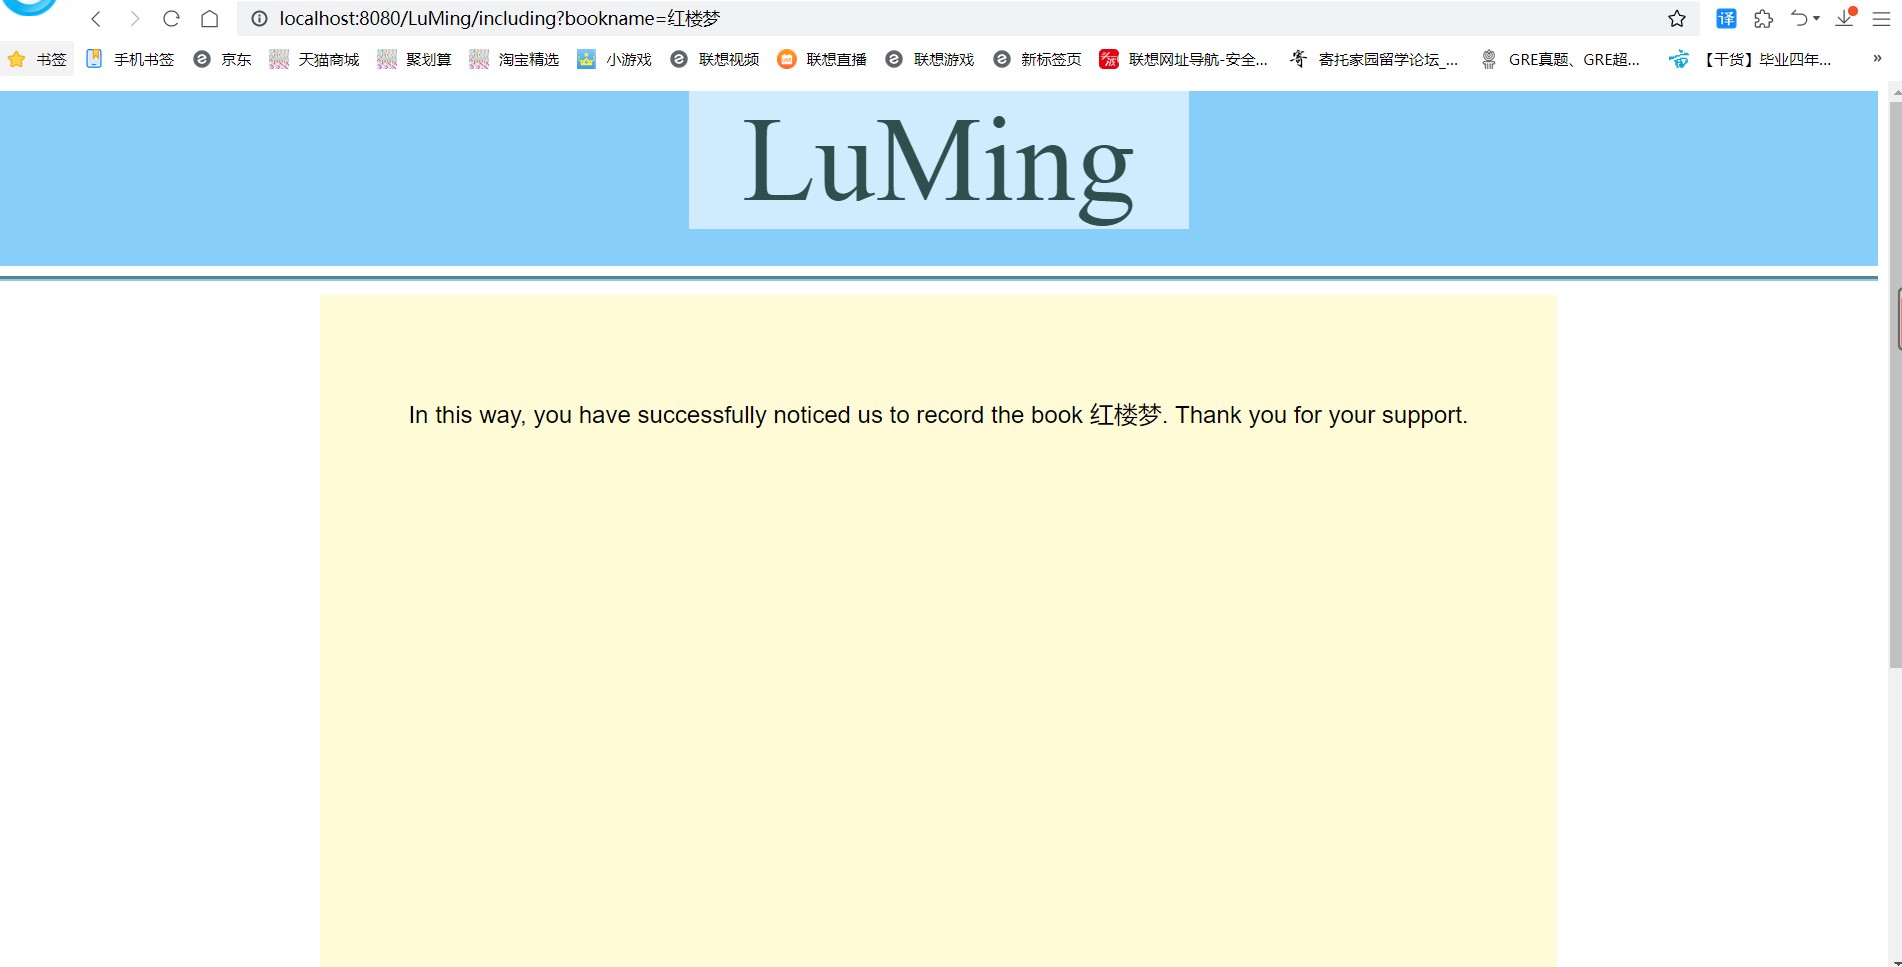 localhost:8080/LuMing/including?bookname=红楼梦
译
书签 手机书签 京东 天猫商城 聚划算 淘宝精选 小游戏 联想视频 联想直播 联想游戏 新标签页 联想网址导航-安全... 寄托家园留学论坛_... GRE真题、GRE超... 【干货】毕业四年... »
LuMing
In this way, you have successfully noticed us to record the book 红楼梦. Thank you for your support.